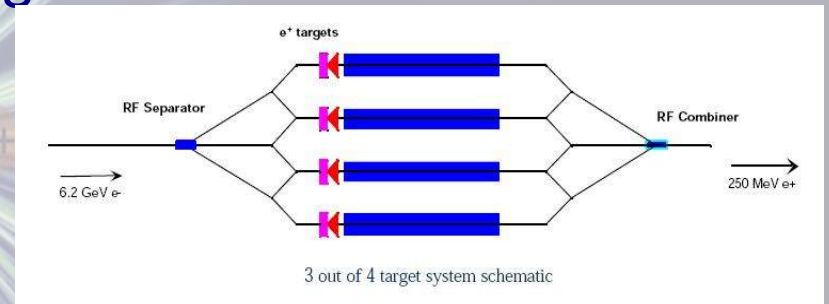 e⁺ targets
RF Separator
RF Combiner
6.2 GeV e-
250 MeV e+
3 out of 4 target system schematic